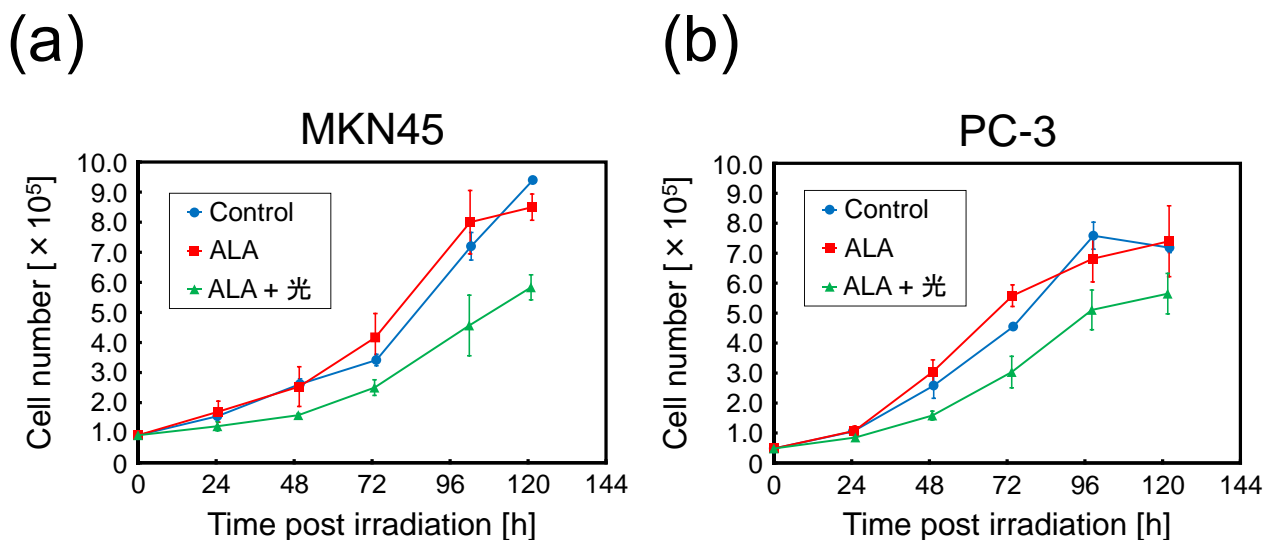 (a)
MKN45
Cell number [×10⁵]
10.0
9.0
8.0
7.0
6.0
5.0
4.0
3.0
2.0
1.0
0
Control
ALA
ALA + 光
0 24 48 72 96 120 144
Time post irradiation [h]
(b)
PC-3
Cell number [×10⁵]
10.0
9.0
8.0
7.0
6.0
5.0
4.0
3.0
2.0
1.0
0
Control
ALA
ALA + 光
0 24 48 72 96 120 144
Time post irradiation [h]